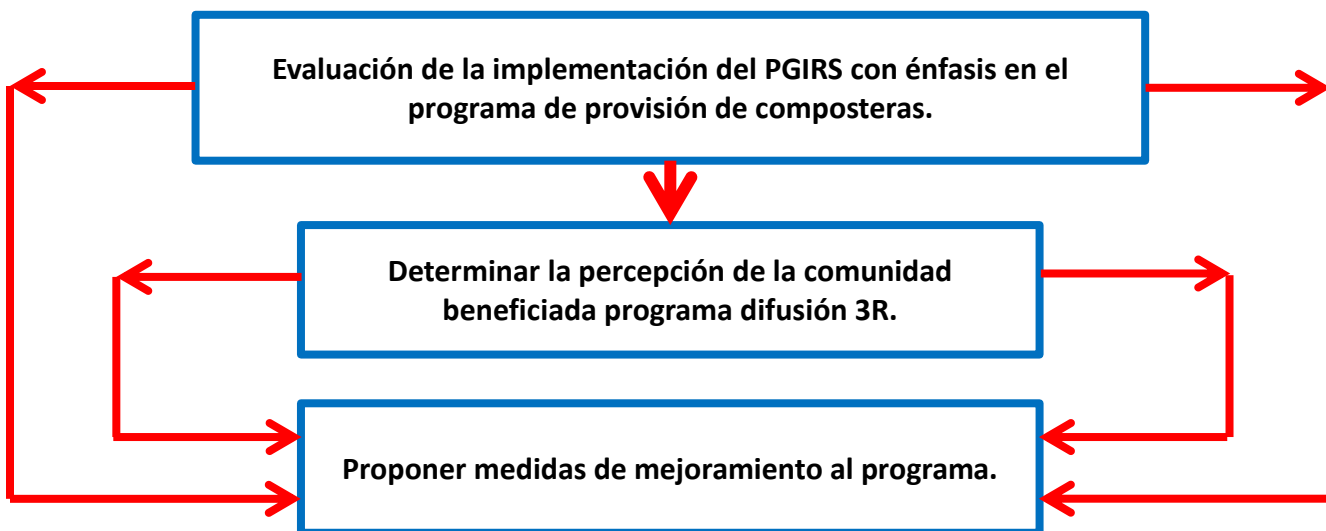 Evaluación de la implementación del PGIRS con énfasis en el
programa de provisión de composteras.
Determinar la percepción de la comunidad
beneficiada programa difusión 3R.
Proponer medidas de mejoramiento al programa.